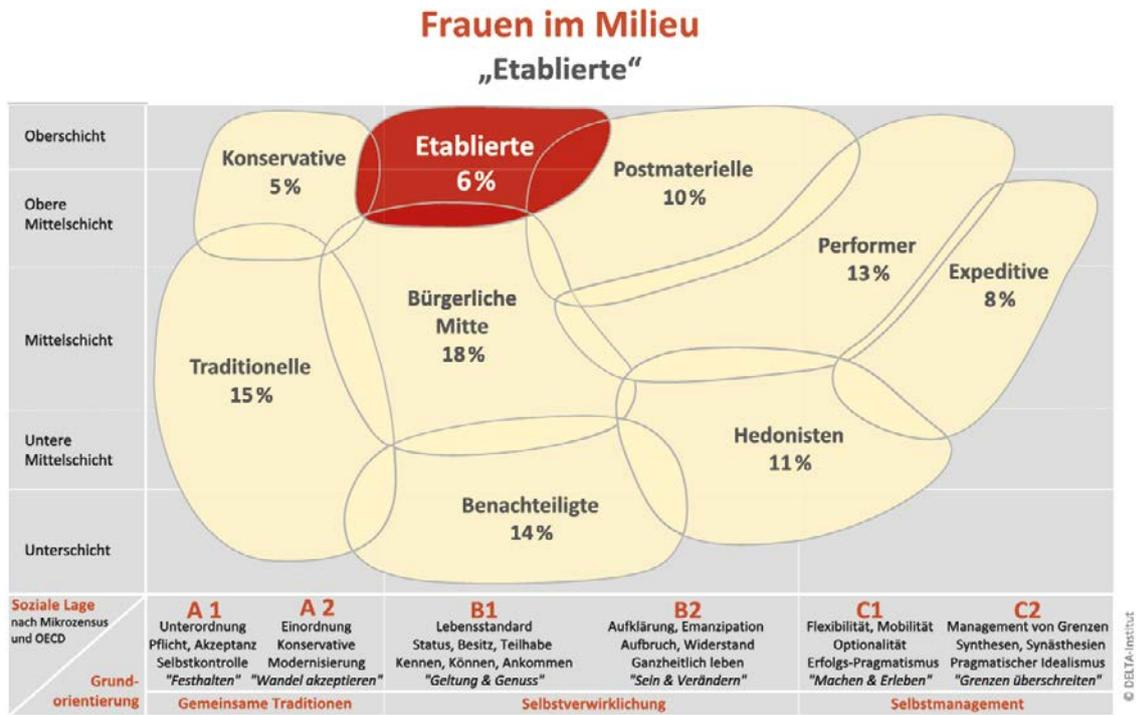 Frauen im Milieu
„Etablierte“
Oberschicht
Obere
Mittelschicht
Mittelschicht
Untere
Mittelschicht
Unterschicht
Konservative
5 %
Etablierte
6 %
Postmaterielle
10 %
Performer
13 %
Expeditive
8 %
Bürgerliche
Mitte
18 %
Traditionelle
15 %
Hedonisten
11 %
Benachteiligte
14 %
Soziale Lage
nach Mikrozensus
und OECD
Grund-
orientierung
A 1
Unterordnung
Pflicht, Akzeptanz
Selbstkontrolle
"Festhalten"
A 2
Einordnung
Konservative
Modernisierung
"Wandel akzeptieren"
B1
Lebensstandard
Status, Besitz, Teilhabe
Kennen, Können, Ankommen
"Geltung & Genuss"
B2
Aufklärung, Emanzipation
Aufbruch, Widerstand
Ganzheitlich leben
"Sein & Verändern"
C1
Flexibilität, Mobilität
Optionalität
Erfolgs-Pragmatismus
"Machen & Erleben"
C2
Management von Grenzen
Synthesen, Synästhesien
Pragmatischer Idealismus
"Grenzen überschreiten"
Gemeinsame Traditionen
Selbstverwirklichung
Selbstmanagement
© DELTA-Institut